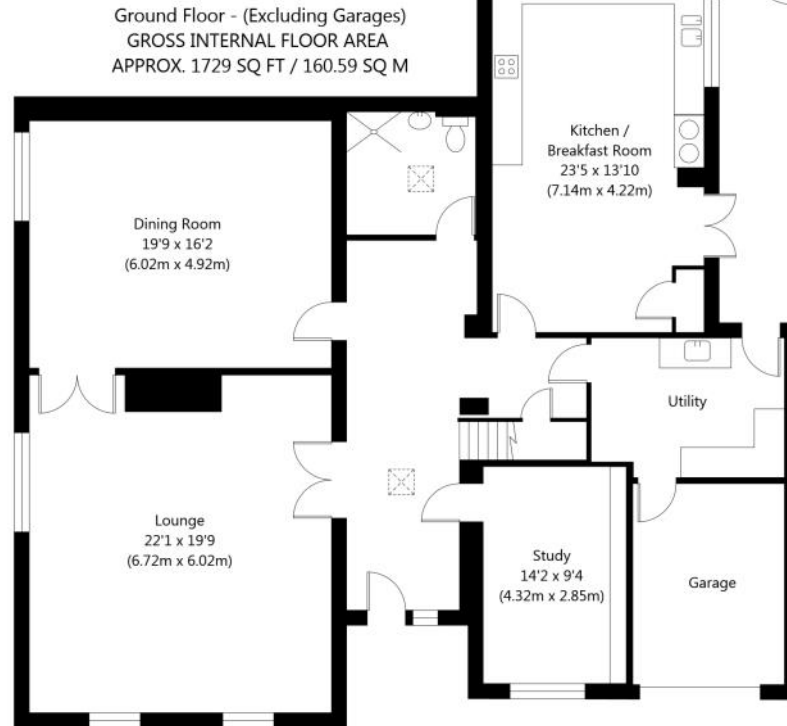 Ground Floor - (Excluding Garages)
GROSS INTERNAL FLOOR AREA
APPROX. 1729 SQ FT / 160.59 SQ M
Kitchen /
Breakfast Room
23'5 x 13'10
(7.14m x 4.22m)
Dining Room
19'9 x 16'2
(6.02m x 4.92m)
Utility
Lounge
22'1 x 19'9
(6.72m x 6.02m)
Study
14'2 x 9'4
(4.32m x 2.85m)
Garage